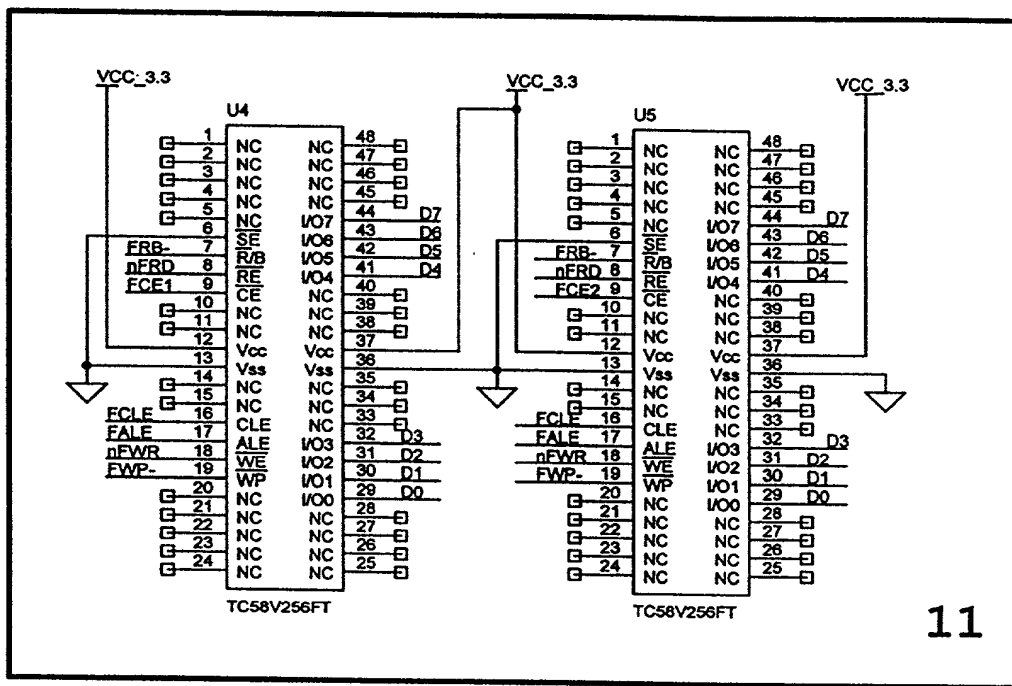 VCC_3.3
VCC_3.3
VCC_3.3
U4
1 NC NC 48
2 NC NC 47
3 NC NC 46
4 NC NC 45
5 NC I/O7 44 D7
6 SE I/O6 43 D6
FRB- 7 R/B I/O5 42 D5
nFRD 8 RE I/O4 41 D4
FCE1 9 CE NC 40
10 NC NC 39
11 NC NC 38
12 Vcc Vcc 37
13 Vss Vss 36
14 NC NC 35
15 NC NC 34
FCLE 16 CLE NC 33
FALE 17 ALE I/O3 32 D3
nFWR 18 WE I/O2 31 D2
FWP- 19 WP I/O1 30 D1
20 NC I/O0 29 D0
21 NC NC 28
22 NC NC 27
23 NC NC 26
24 NC NC 25
TC58V256FT
U5
1 NC NC 48
2 NC NC 47
3 NC NC 46
4 NC NC 45
5 NC I/O7 44 D7
6 SE I/O6 43 D6
FRB- 7 R/B I/O5 42 D5
nFRD 8 RE I/O4 41 D4
FCE2 9 CE NC 40
10 NC NC 39
11 NC NC 38
12 Vcc Vcc 37
13 Vss Vss 36
14 NC NC 35
15 NC NC 34
FCLE 16 CLE NC 33
FALE 17 ALE I/O3 32 D3
nFWR 18 WE I/O2 31 D2
FWP- 19 WP I/O1 30 D1
20 NC I/O0 29 D0
21 NC NC 28
22 NC NC 27
23 NC NC 26
24 NC NC 25
TC58V256FT
11